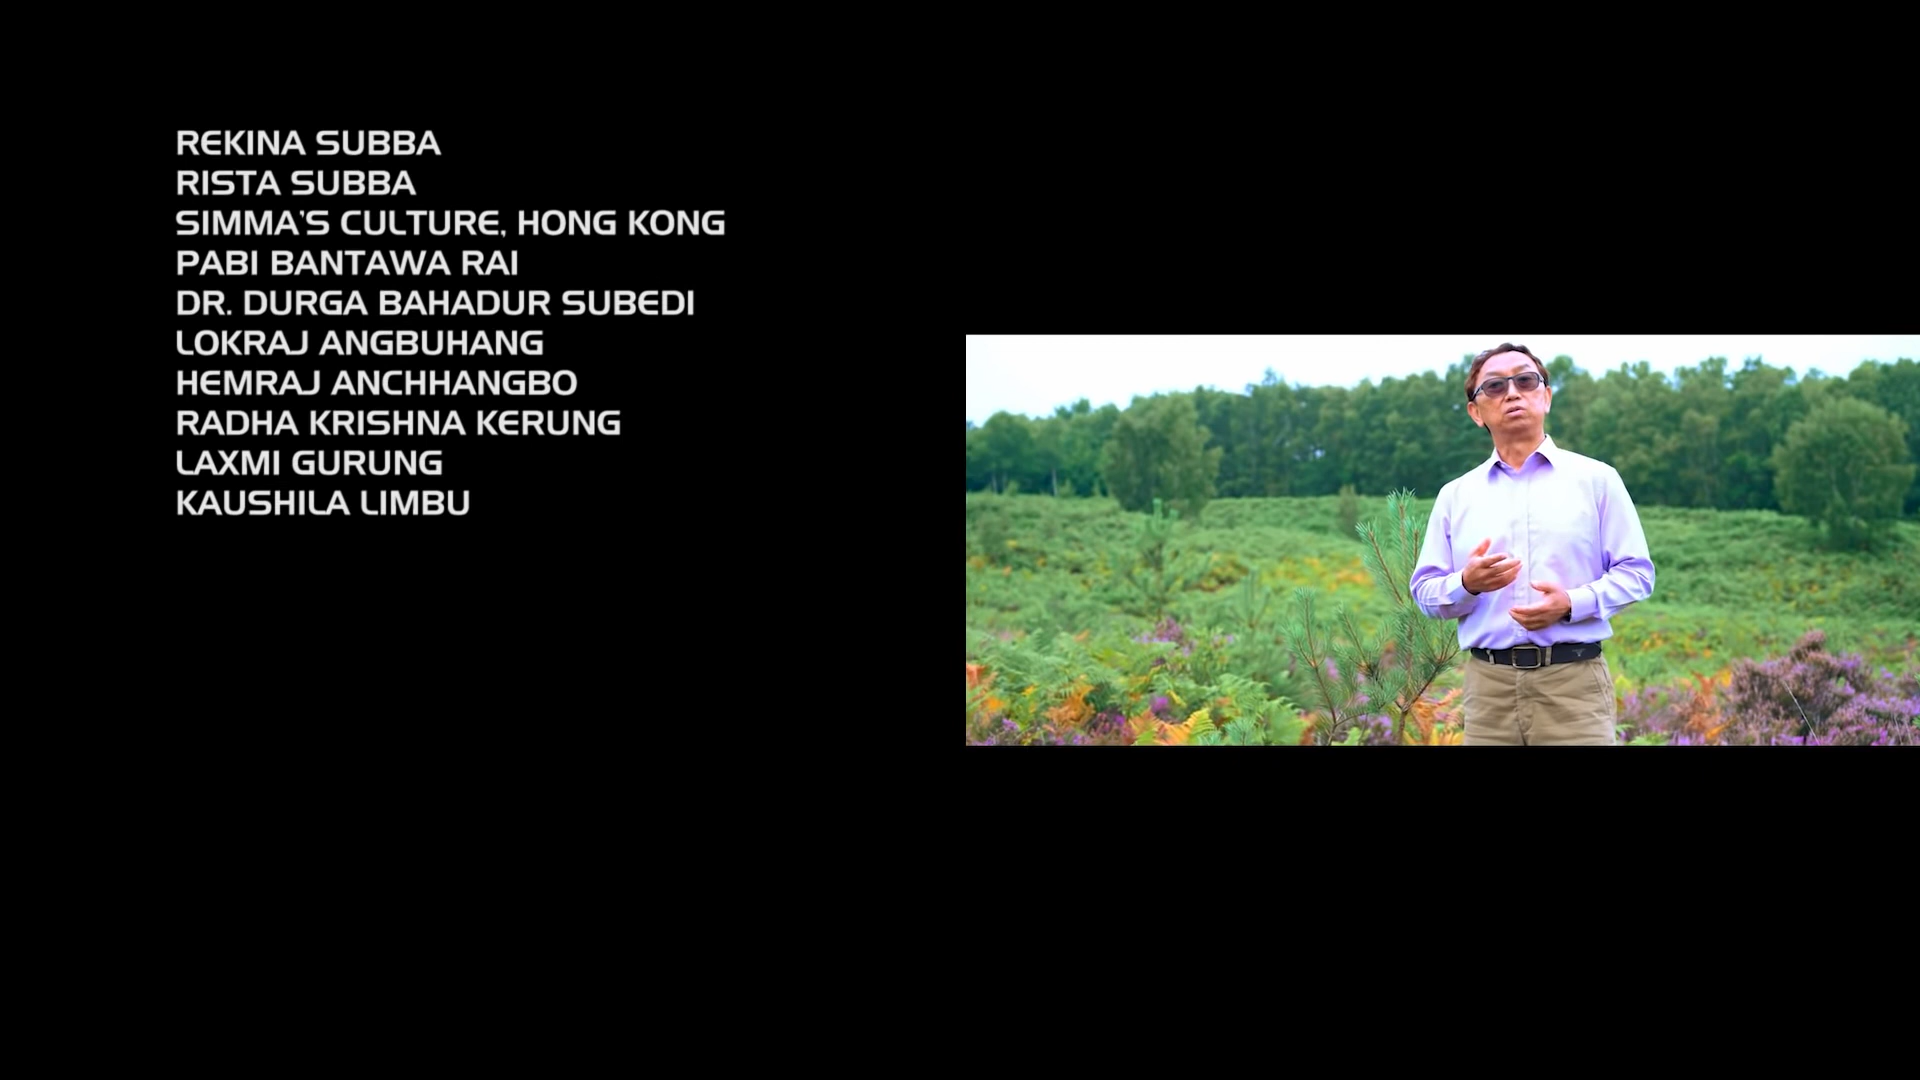 REKINA SUBBA
RISTA SUBBA
SIMMA'S CULTURE, HONG KONG
PABI BANTAWA RAI
DR. DURGA BAHADUR SUBEDI
LOKRAJ ANGBUHANG
HEMRAJ ANCHHANGBO
RADHA KRISHNA KERUNG
LAXMI GURUNG
KAUSHILA LIMBU